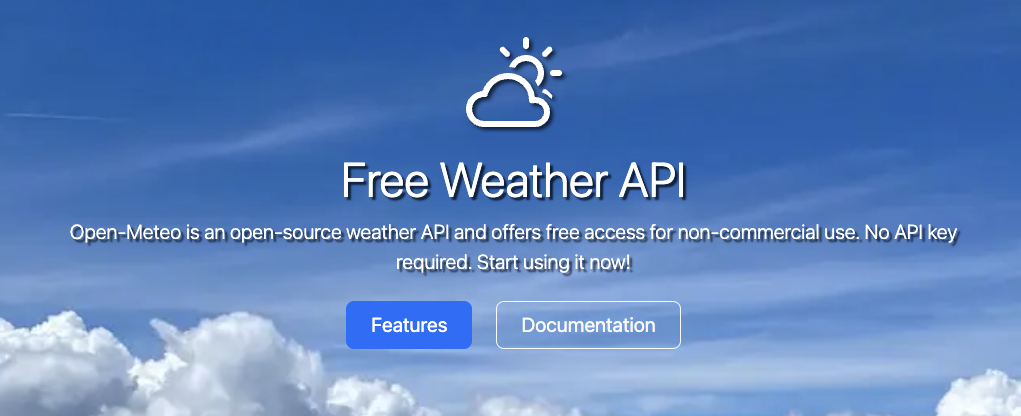 Free Weather API
Open-Meteo is an open-source weather API and offers free access for non-commercial use. No API key
required. Start using it now!
Features
Documentation